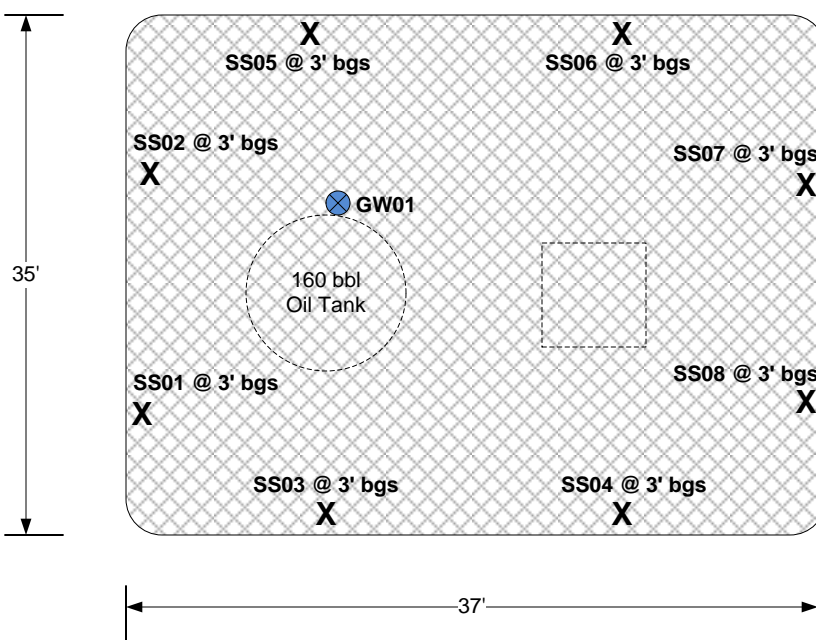 X
X
SS05 @ 3' bgs
SS06 @ 3' bgs
SS02 @ 3' bgs
X
SS07 @ 3' bgs
X
GW01
35'
160 bbl
Oil Tank
SS01 @ 3' bgs
X
SS08 @ 3' bgs
X
SS03 @ 3' bgs
X
SS04 @ 3' bgs
X
37'